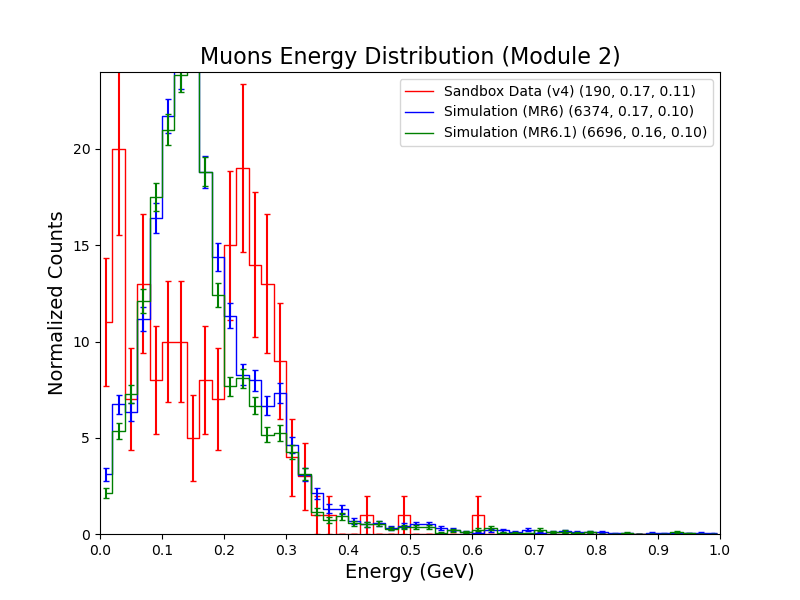 Muons Energy Distribution (Module 2)
Sandbox Data (v4) (190, 0.17, 0.11)
Simulation (MR6) (6374, 0.17, 0.10)
Simulation (MR6.1) (6696, 0.16, 0.10)
Normalized Counts
20
15
10
5
0
0.0 0.1 0.2 0.3 0.4 0.5 0.6 0.7 0.8 0.9 1.0
Energy (GeV)